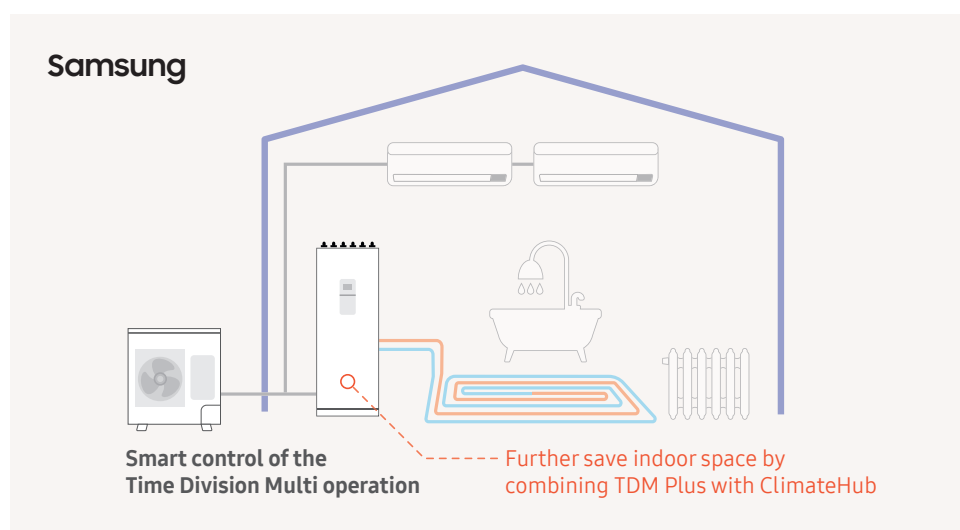 Samsung
Smart control of the
Time Division Multi operation
Further save indoor space by
combining TDM Plus with ClimateHub